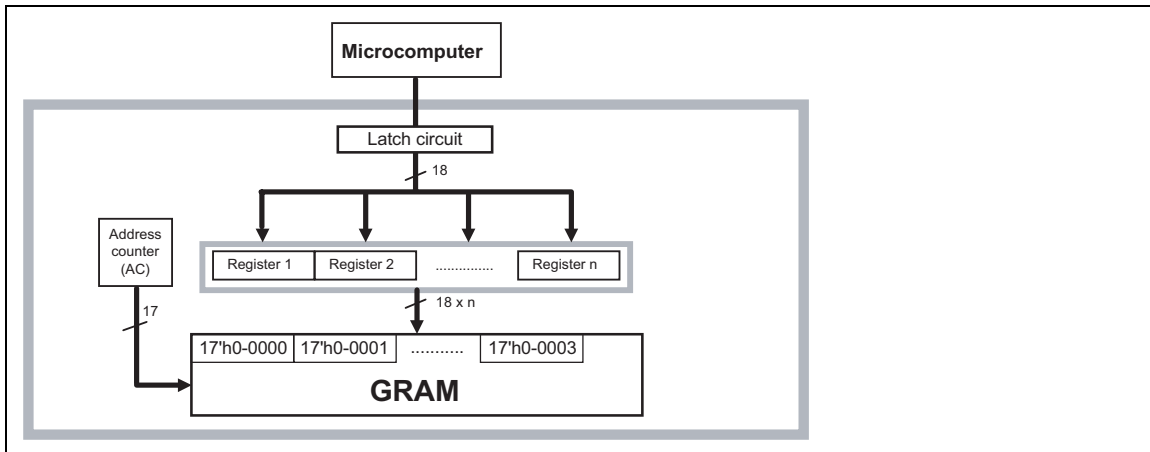 Microcomputer
Latch circuit
18
Address
counter
(AC)
Register 1 Register 2 ............... Register n
17
18 x n
17'h0-0000 17'h0-0001 ........... 17'h0-0003
GRAM